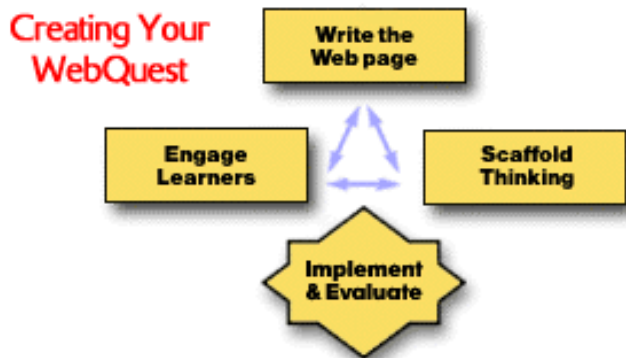 Creating Your
WebQuest
Write the
Web page
Engage
Learners
Scaffold
Thinking
Implement
& Evaluate